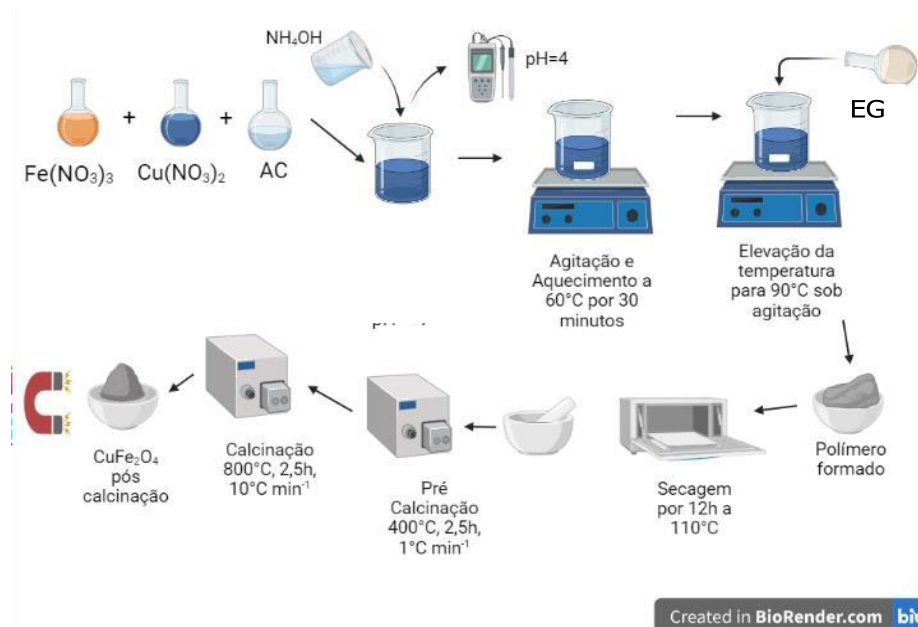 NH₄OH
pH=4
EG
Fe(NO₃)₃
+
Cu(NO₃)₂
+
AC
Agitação e
Aquecimento a
60°C por 30
minutos
Elevação da
temperatura
para 90°C sob
agitação
Polímero
formado
Secagem
por 12h a
110°C
Pré
Calcinação
400°C, 2,5h,
1°C min⁻¹
Calcinação
800°C, 2,5h,
10°C min⁻¹
CuFe₂O₄
pós
calcinação
Created in BioRender.com